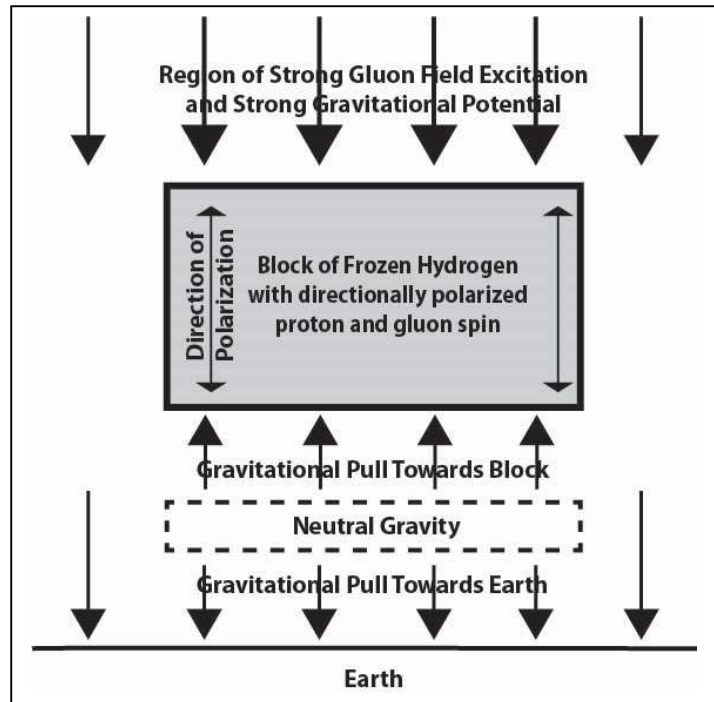 Region of Strong Gluon Field Excitation
and Strong Gravitational Potential
Direction of
Polarization
Block of Frozen Hydrogen
with directionally polarized
proton and gluon spin
Gravitational Pull Towards Block
Neutral Gravity
Gravitational Pull Towards Earth
Earth